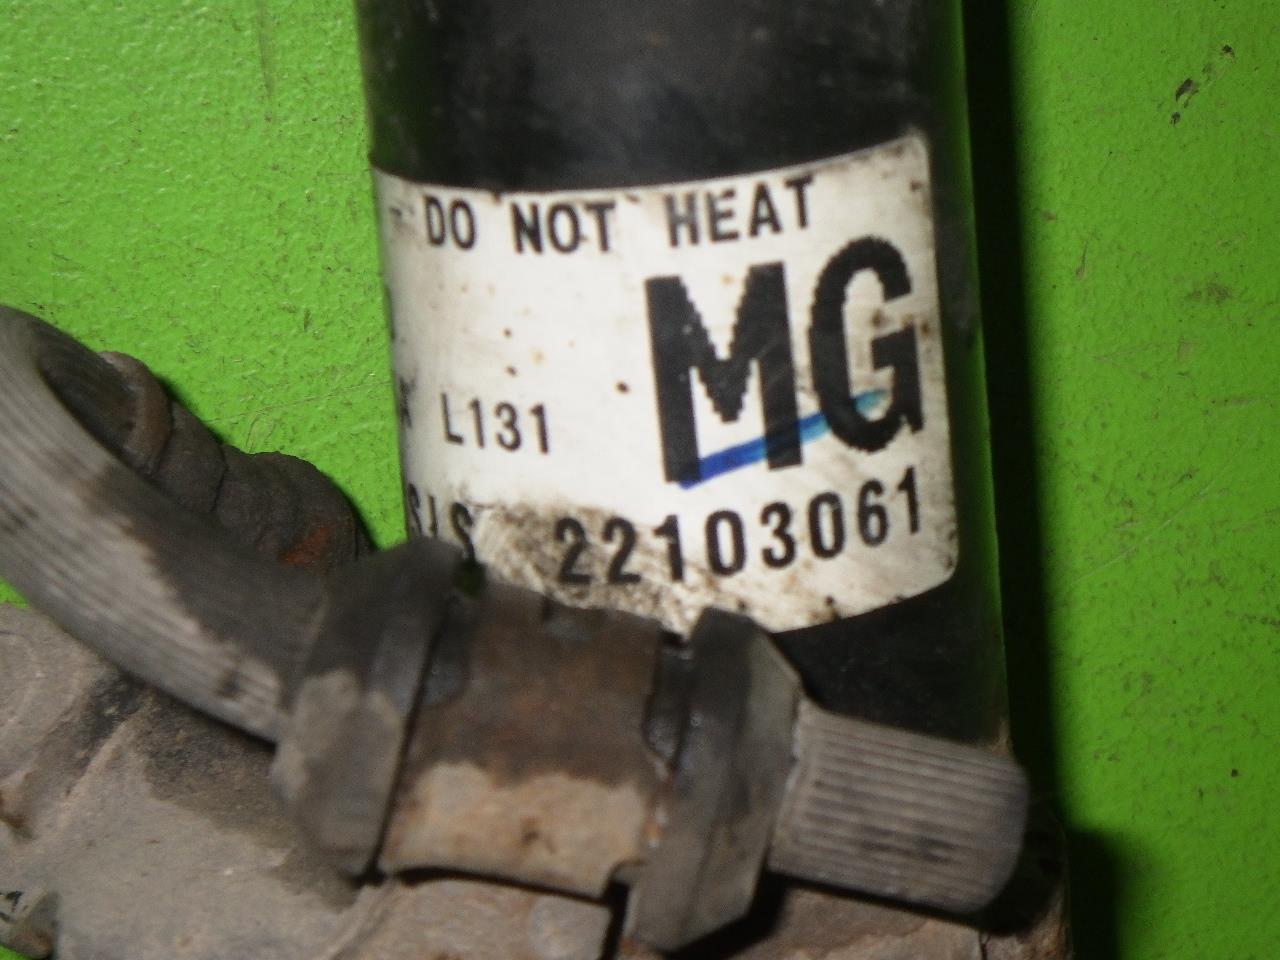 DO NOT HEAT
MG
L131
22103061